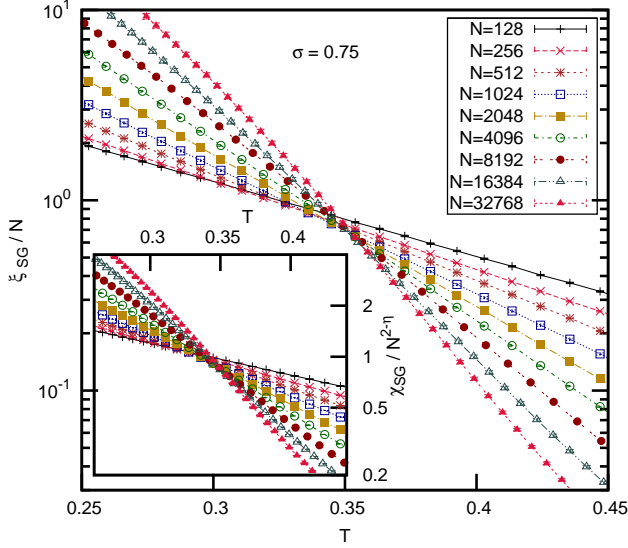 σ = 0.75
N=128
N=256
N=512
N=1024
N=2048
N=4096
N=8192
N=16384
N=32768
10¹
10⁰
10⁻¹
ξ SG / N
T
0.3
0.35
0.4
2
1
0.5
0.2
χSG / N²⁻η
0.25
0.3
0.35
0.4
0.45
T